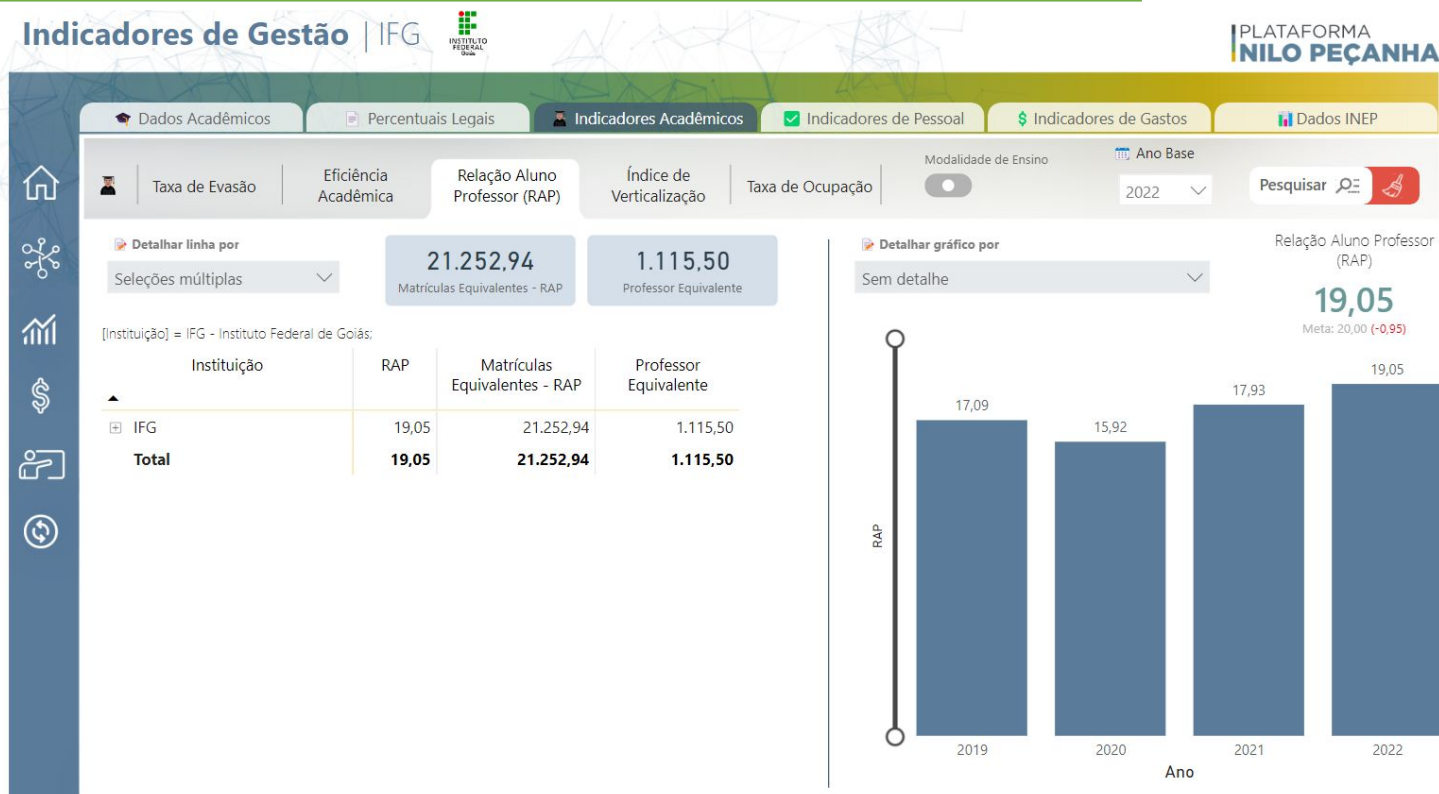 Indicadores de Gestão | IFG
INSTITUTO
FEDERAL
Goiás
PLATAFORMA
NILO PEÇANHA
Dados Acadêmicos
Percentuais Legais
Indicadores Acadêmicos
Indicadores de Pessoal
$ Indicadores de Gastos
Dados INEP
Taxa de Evasão
Eficiência
Acadêmica
Relação Aluno
Professor (RAP)
Índice de
Verticalização
Taxa de Ocupação
Modalidade de Ensino
Ano Base
2022
Pesquisar
Detalhar linha por
Seleções múltiplas
21.252,94
Matrículas Equivalentes - RAP
1.115,50
Professor Equivalente
Detalhar gráfico por
Sem detalhe
Relação Aluno Professor
(RAP)
19,05
Meta: 20,00 (-0,95)
[Instituição] = IFG - Instituto Federal de Goiás;
Instituição RAP Matrículas Equivalentes - RAP Professor Equivalente
IFG 19,05 21.252,94 1.115,50
Total 19,05 21.252,94 1.115,50
RAP
17,09
15,92
17,93
19,05
2019 2020 2021 2022
Ano